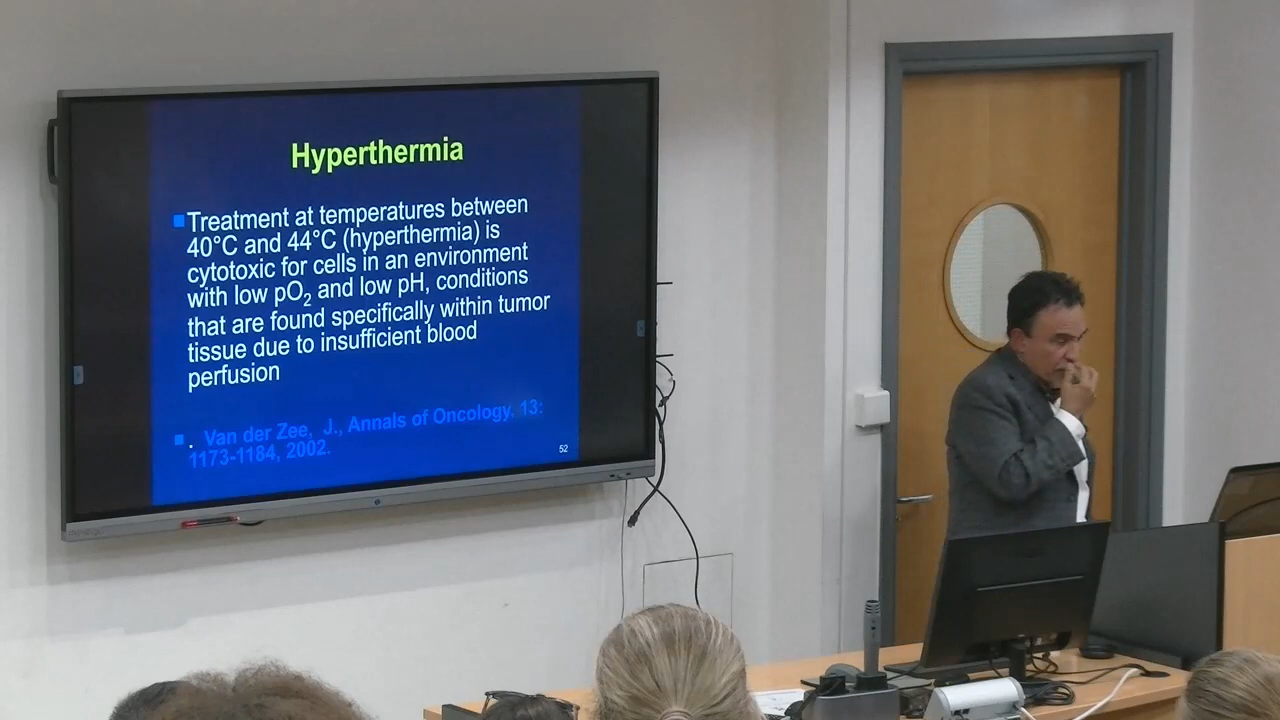 Hyperthermia
Treatment at temperatures between
40°C and 44°C (hyperthermia) is
cytotoxic for cells in an environment
with low pO₂ and low pH, conditions
that are found specifically within tumor
tissue due to insufficient blood
perfusion
. Van der Zee, J., Annals of Oncology. 13:
1173-1184, 2002.
52